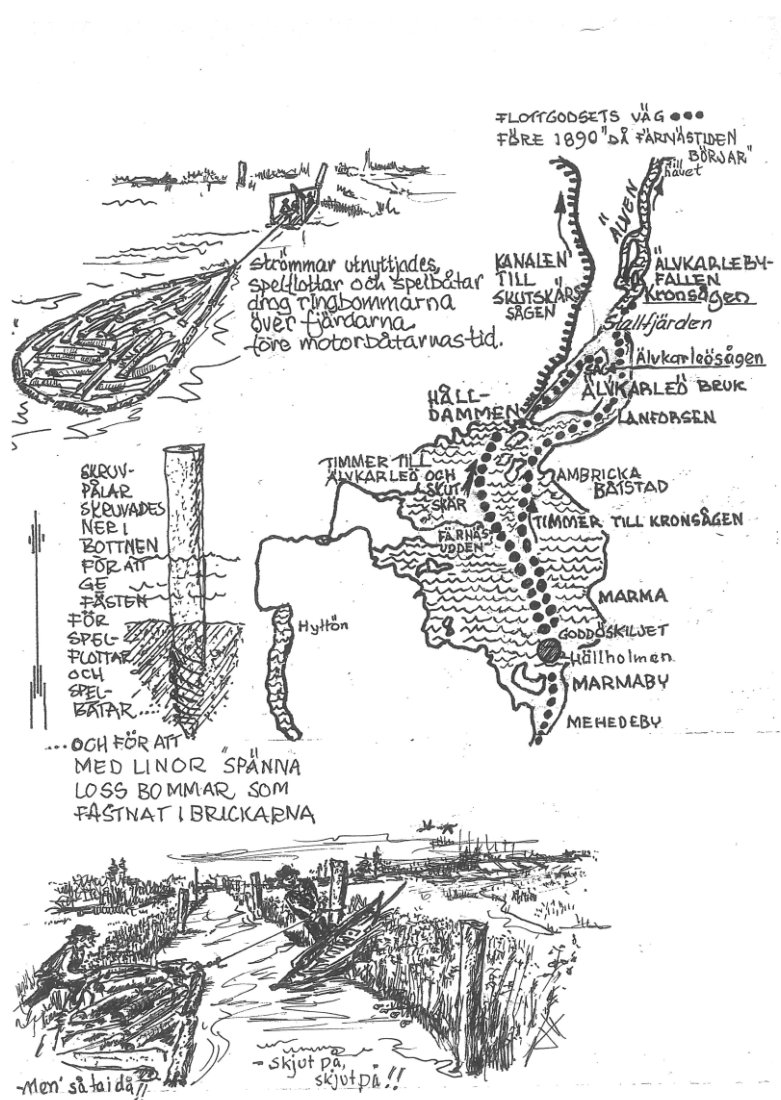 FLOTTGODSETS VÄG •••
FÖRE 1890 "DÅ FÄRNÄSTIDEN
BÖRJAR"
till
havet
ÄLVEN
KANALEN
TILL
SKUTSKÄRS
SÅGEN
ÄLVKARLEBY-
FALLEN
Kronsågen
Strömmar utnyttjades,
spelflottar och spelbåtar
drog ringbommarna
över fjärdarna
före motorbåtarnas tid.
Stallfjärden
Älvkarleösågen
SÅG
ÄLVKARLEÖ BRUK
HÅLL-
DAMMEN
LANFORSEN
TIMMER TILL
ÄLVKARLEÖ OCH
SKUT
SKÄR
AMBRICKA
BÅTSTAD
TIMMER TILL KRONSÅGEN
FÄRNÄS
UDDEN
MARMA
GODDÖSKILJET
Hällholmen
MARMABY
MEHEDEBY
Hyttön
SKRUV-
PÅLAR
SKRUVADES
NER I
BOTTNEN
FÖR ATT
GE
FÄSTEN
FÖR
SPEL-
FLOTTAR
OCH
SPEL-
BÅTAR....
...OCH FÖR ATT
MED LINOR "SPÄNNA
LOSS BOMMAR SOM
FASTNAT I BRICKARNA
-Men' så tai då!!
- skjut på,
skjut på!!